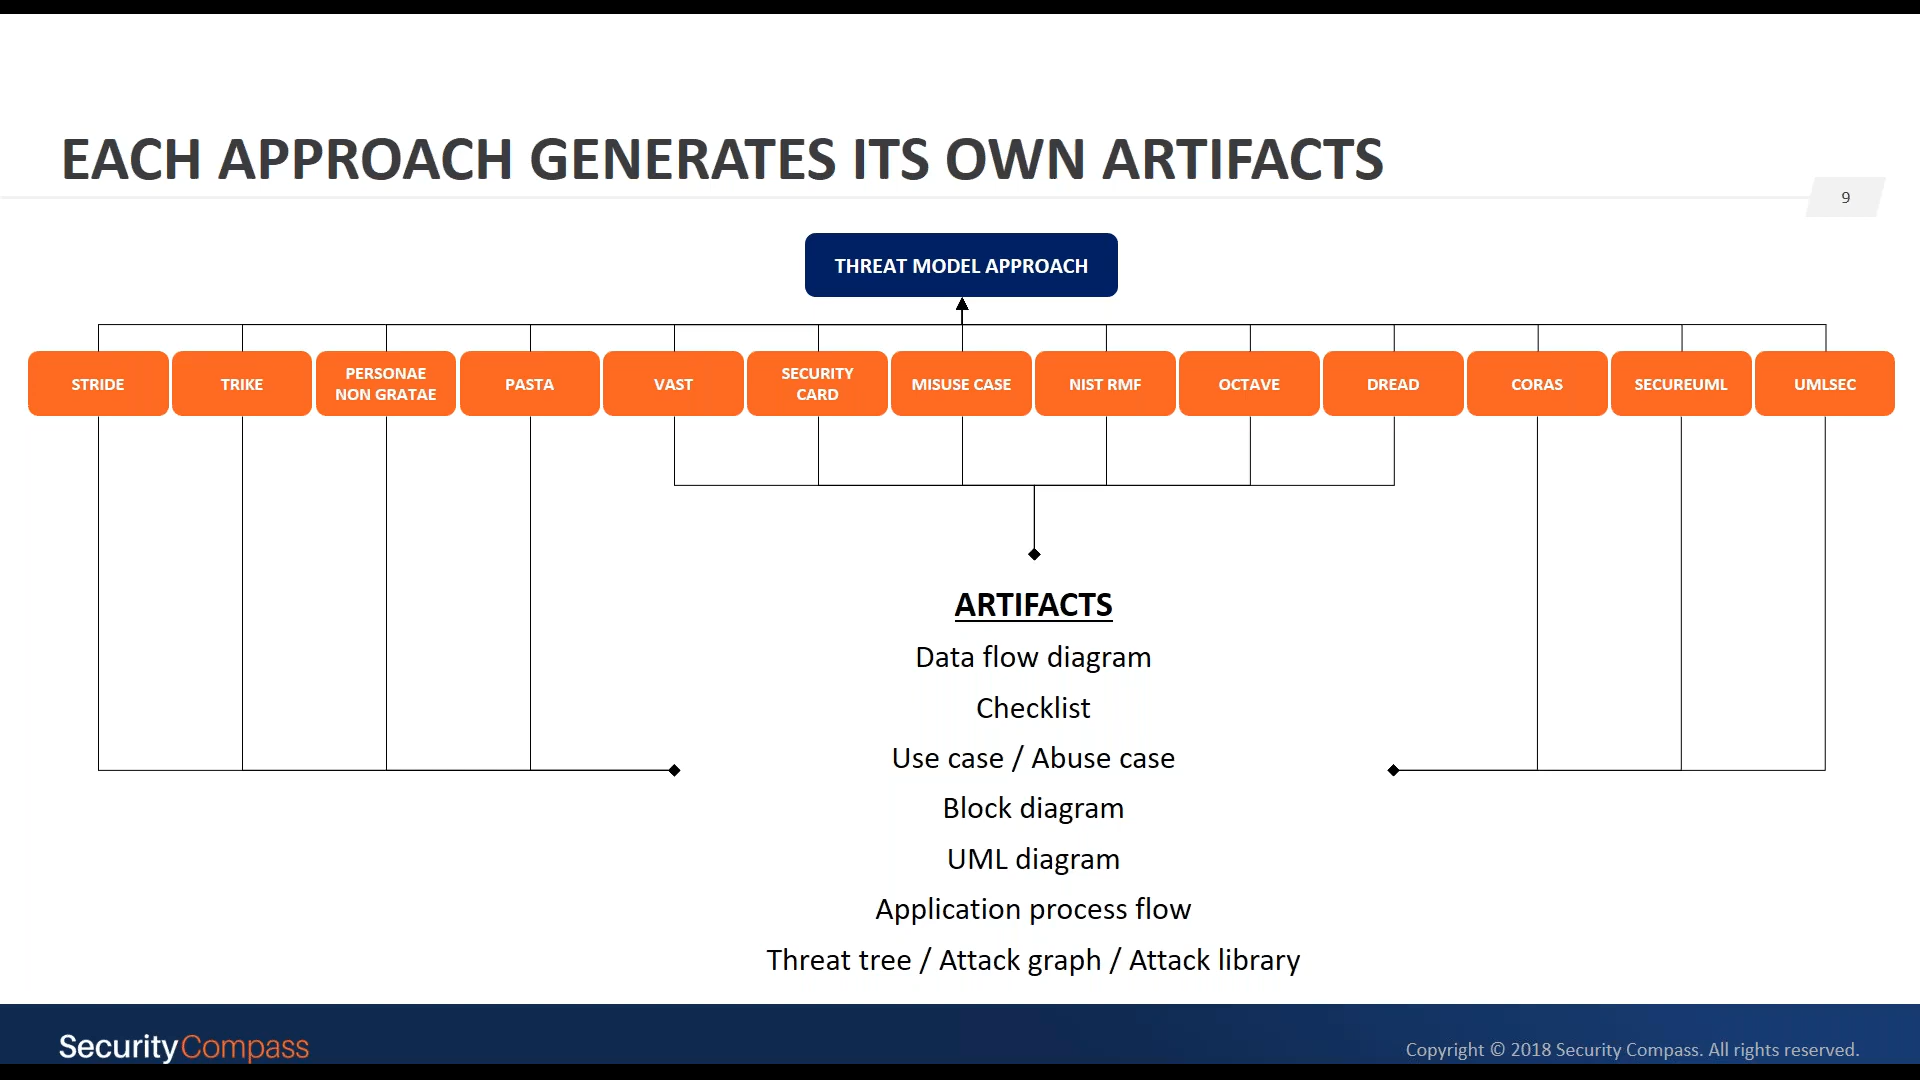 EACH APPROACH GENERATES ITS OWN ARTIFACTS
9
THREAT MODEL APPROACH
STRIDE
TRIKE
PERSONAE
NON GRATAE
PASTA
VAST
SECURITY
CARD
MISUSE CASE
NIST RMF
OCTAVE
DREAD
CORAS
SECUREUML
UMLSEC
ARTIFACTS
Data flow diagram
Checklist
Use case / Abuse case
Block diagram
UML diagram
Application process flow
Threat tree / Attack graph / Attack library
SecurityCompass
Copyright © 2018 Security Compass. All rights reserved.